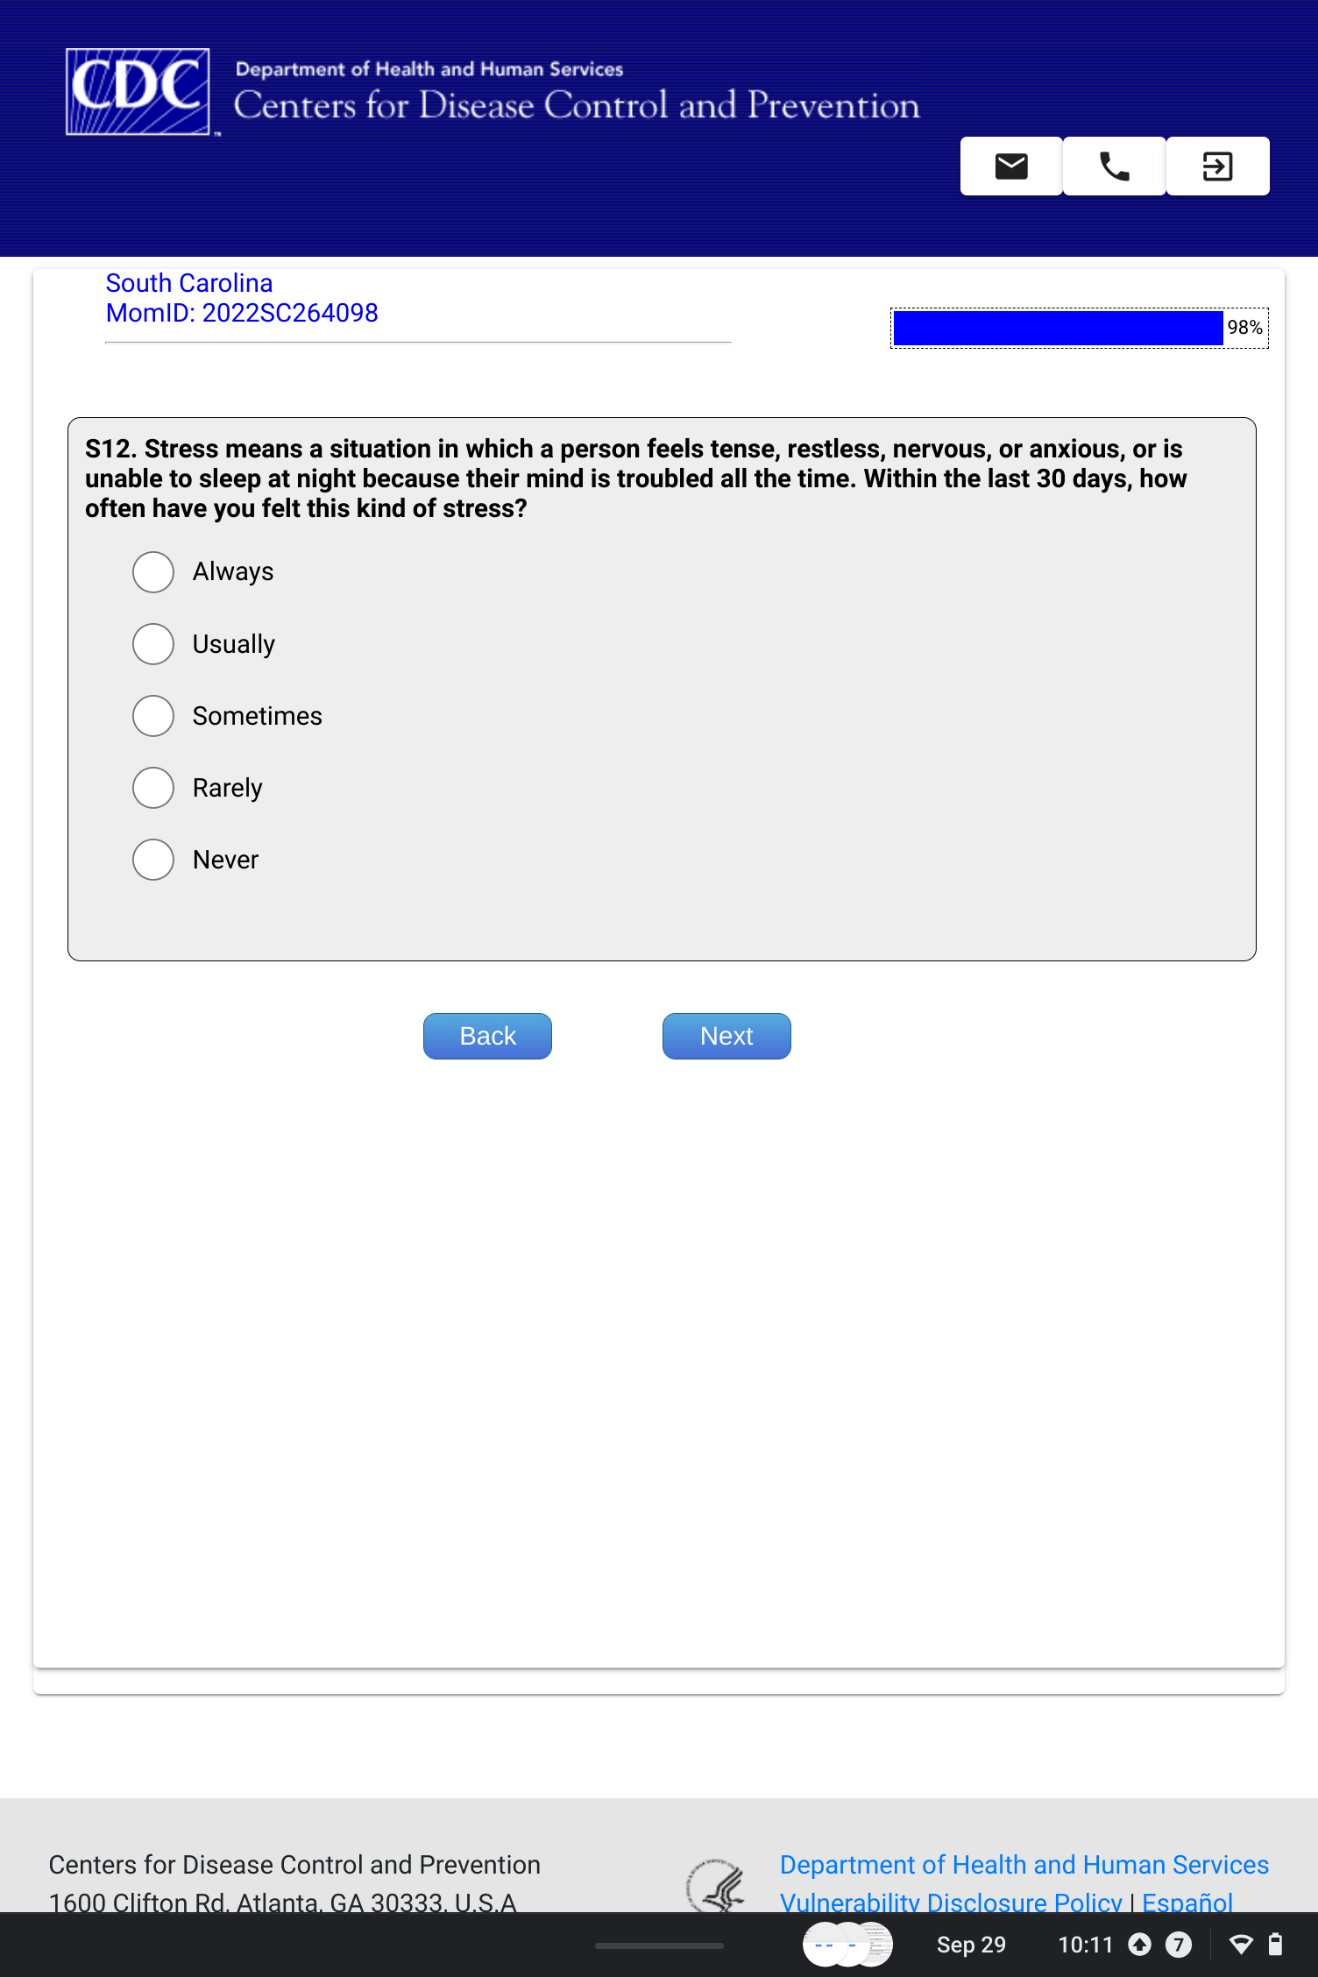 CDC
Department of Health and Human Services
Centers for Disease Control and Prevention
South Carolina
MomID: 2022SC264098
98%
S12. Stress means a situation in which a person feels tense, restless, nervous, or anxious, or is
unable to sleep at night because their mind is troubled all the time. Within the last 30 days, how
often have you felt this kind of stress?
Always
Usually
Sometimes
Rarely
Never
Back
Next
Centers for Disease Control and Prevention
1600 Clifton Rd, Atlanta, GA 30333, U.S.A
Department of Health and Human Services
Vulnerability Disclosure Policy | Español
Sep 29
10:11
7